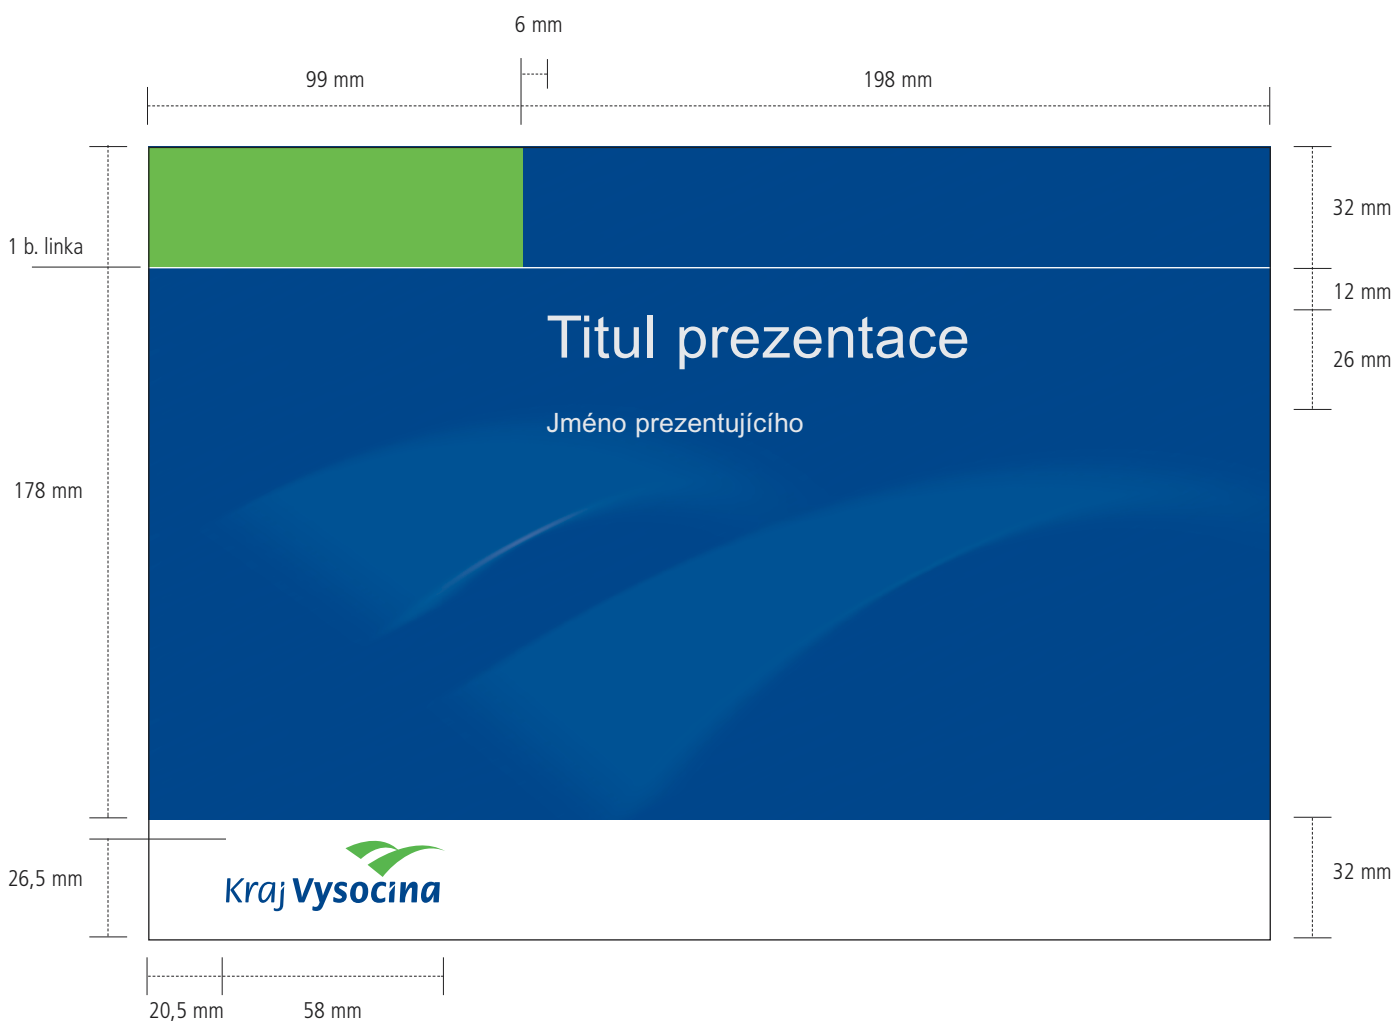 6 mm
99 mm
198 mm
32 mm
1 b. linka
12 mm
Titul prezentace
26 mm
Jméno prezentujícího
178 mm
26,5 mm
32 mm
Kraj Vysočina
20,5 mm
58 mm